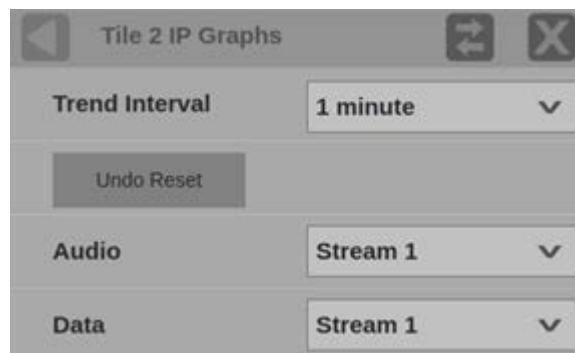 Tile 2 IP Graphs
Trend Interval 1 minute
Undo Reset
Audio Stream 1
Data Stream 1